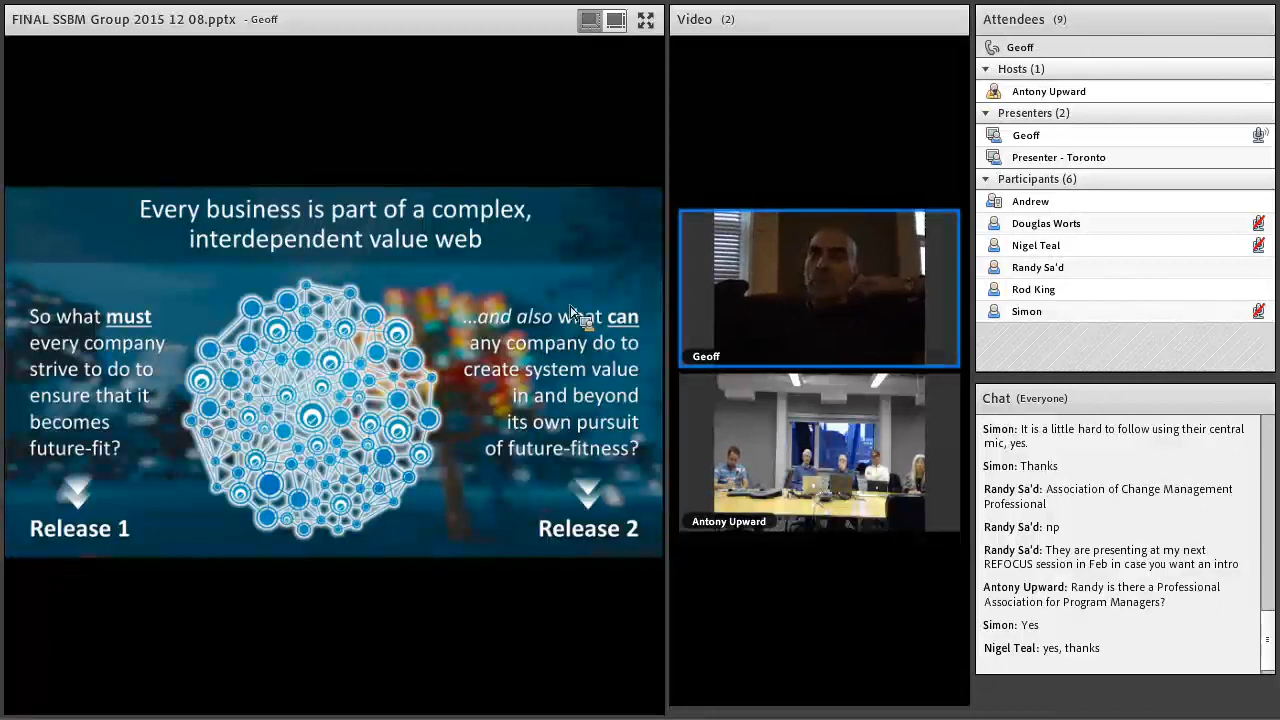 FINAL SSBM Group 2015 12 08.pptx - Geoff
Every business is part of a complex,
interdependent value web
So what must
every company
strive to do to
ensure that it
becomes
future-fit?
Release 1
...and also what can
any company do to
create system value
in and beyond
its own pursuit
of future-fitness?
Release 2
Video (2)
Geoff
Antony Upward
Attendees (9)
Geoff
Hosts (1)
Antony Upward
Presenters (2)
Geoff
Presenter - Toronto
Participants (6)
Andrew
Douglas Worts
Nigel Teal
Randy Sa'd
Rod King
Simon
Chat (Everyone)
Simon: It is a little hard to follow using their central
mic, yes.
Simon: Thanks
Randy Sa'd: Association of Change Management
Professional
Randy Sa'd: np
Randy Sa'd: They are presenting at my next
REFOCUS session in Feb in case you want an intro
Antony Upward: Randy is there a Professional
Association for Program Managers?
Simon: Yes
Nigel Teal: yes, thanks